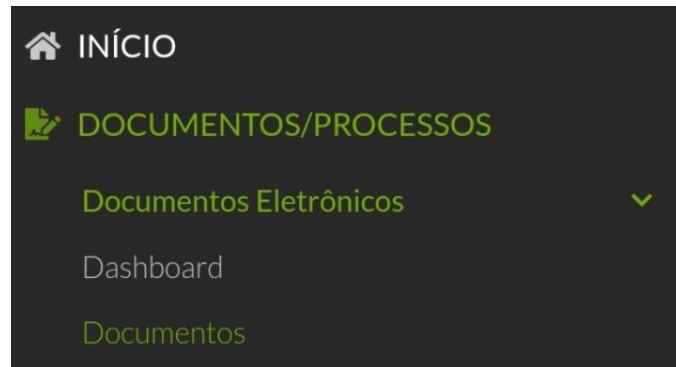 INÍCIO
DOCUMENTOS/PROCESSOS
Documentos Eletrônicos
Dashboard
Documentos